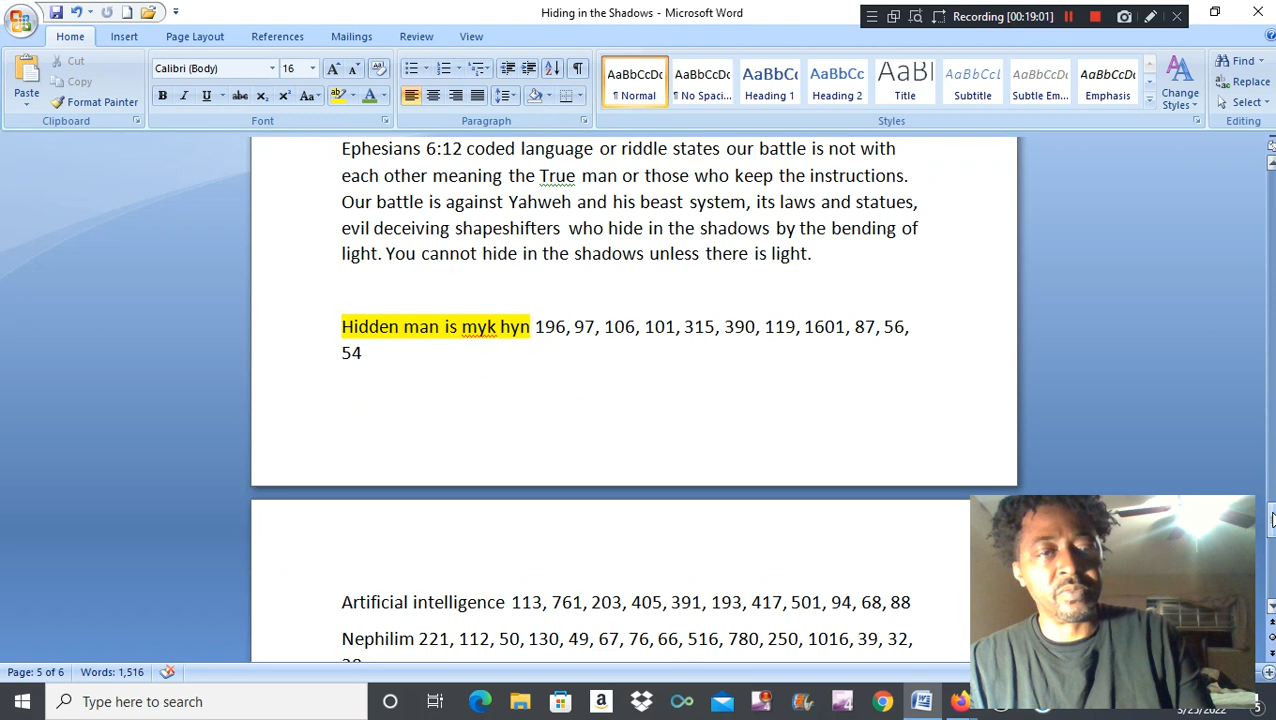 Hiding in the Shadows - Microsoft Word
Recording [00:19:01]
Home Insert Page Layout References Mailings Review View
Cut
Copy
Format Painter
Paste
Clipboard
Calibri (Body) 16
Font
Paragraph
AaBbCcDc AaBbCcDc AaBbCc AaBbCc AaBl AaBbCcL AaBbCcDc AaBbCcDc
¶ Normal ¶ No Spaci... Heading 1 Heading 2 Title Subtitle Subtle Em... Emphasis
Change Styles
Styles
Find
Replace
Select
Editing
Ephesians 6:12 coded language or riddle states our battle is not with
each other meaning the True man or those who keep the instructions.
Our battle is against Yahweh and his beast system, its laws and statues,
evil deceiving shapeshifters who hide in the shadows by the bending of
light. You cannot hide in the shadows unless there is light.
Hidden man is myk hyn 196, 97, 106, 101, 315, 390, 119, 1601, 87, 56,
54
Artificial intelligence 113, 761, 203, 405, 391, 193, 417, 501, 94, 68, 88
Nephilim 221, 112, 50, 130, 49, 67, 76, 66, 516, 780, 250, 1016, 39, 32,
Page: 5 of 6 Words: 1,516
Type here to search